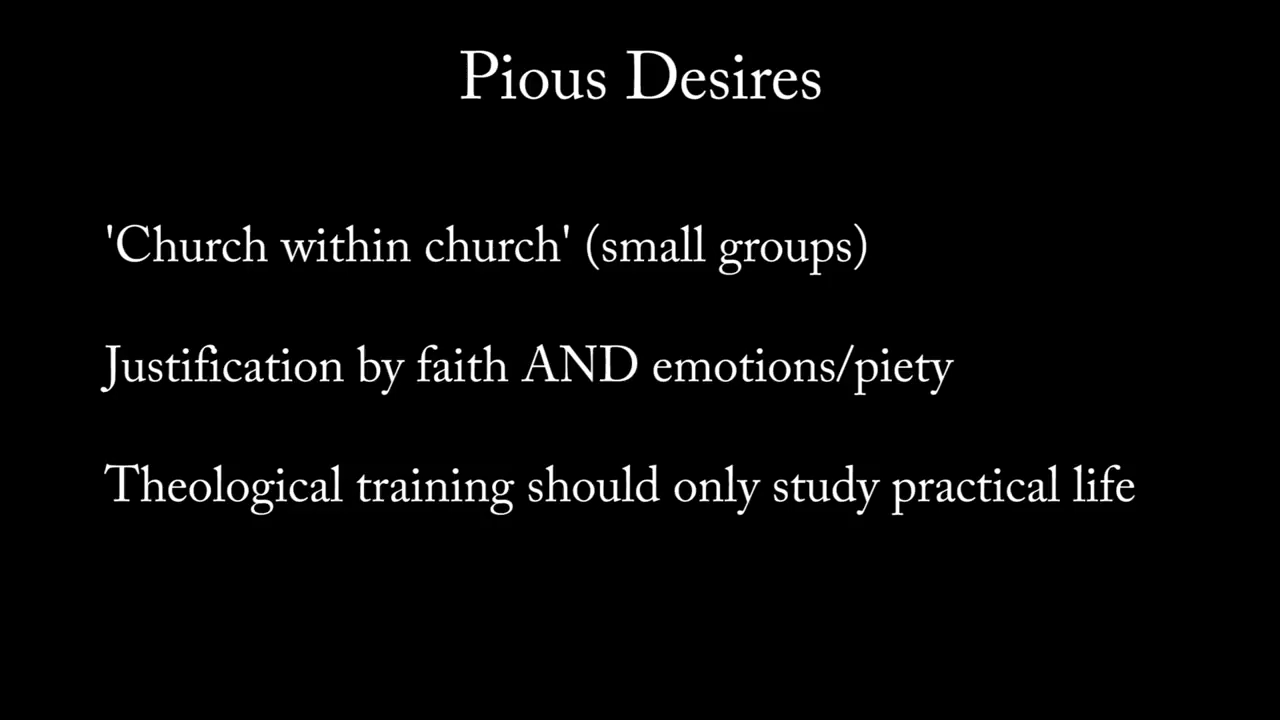 Pious Desires
'Church within church' (small groups)
Justification by faith AND emotions/piety
Theological training should only study practical life